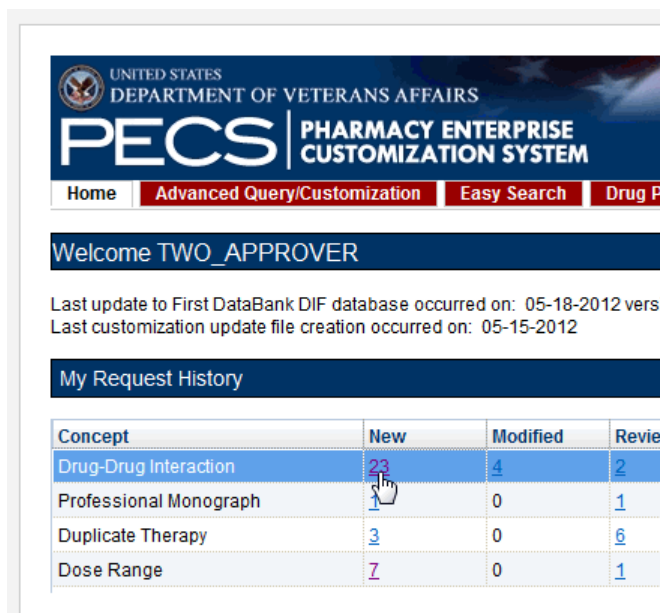 UNITED STATES
DEPARTMENT OF VETERANS AFFAIRS
PECS PHARMACY ENTERPRISE
CUSTOMIZATION SYSTEM
Home Advanced Query/Customization Easy Search Drug P
Welcome TWO_APPROVER
Last update to First DataBank DIF database occurred on: 05-18-2012 vers
Last customization update file creation occurred on: 05-15-2012
My Request History
Concept New Modified Revie
Drug-Drug Interaction 23 4 2
Professional Monograph 1 0 1
Duplicate Therapy 3 0 6
Dose Range 7 0 1